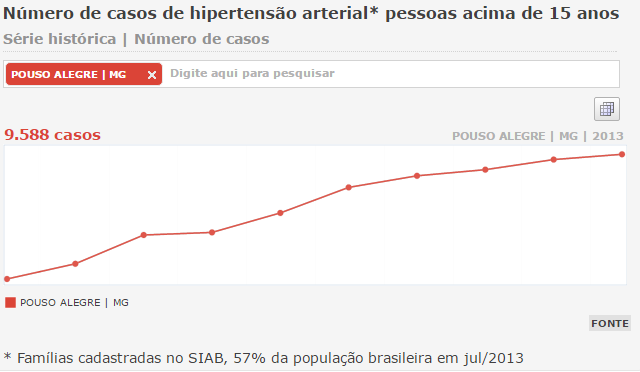 Número de casos de hipertensão arterial* pessoas acima de 15 anos
Série histórica | Número de casos
POUSO ALEGRE | MG × Digite aqui para pesquisar
9.588 casos POUSO ALEGRE | MG | 2013
POUSO ALEGRE | MG
FONTE
* Famílias cadastradas no SIAB, 57% da população brasileira em jul/2013